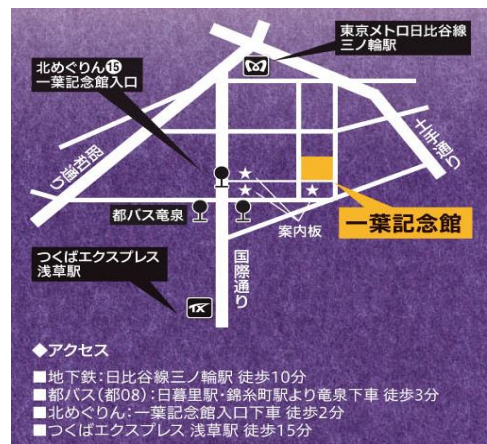 東京メトロ日比谷線
三ノ輪駅
北めぐりん⑮
一葉記念館入口
昭和通り
土手通り
都バス竜泉
案内板
一葉記念館
つくばエクスプレス
浅草駅
国際通り
TX
◆アクセス
■地下鉄:日比谷線三ノ輪駅 徒歩10分
■都バス(都08):日暮里駅・錦糸町駅より竜泉下車 徒歩3分
■北めぐりん:一葉記念館入口下車 徒歩2分
■つくばエクスプレス 浅草駅 徒歩15分